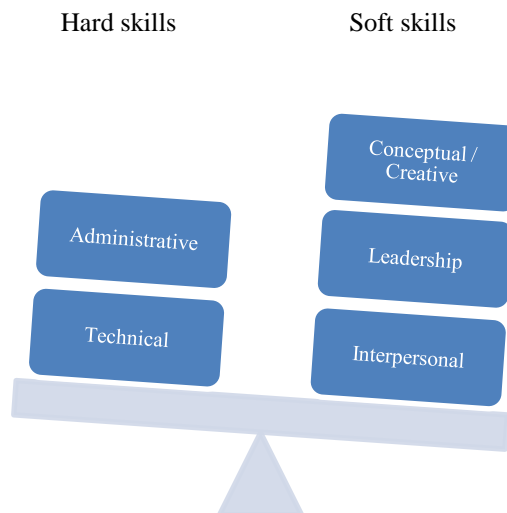 Hard skills
Soft skills
Administrative
Technical
Conceptual /
Creative
Leadership
Interpersonal